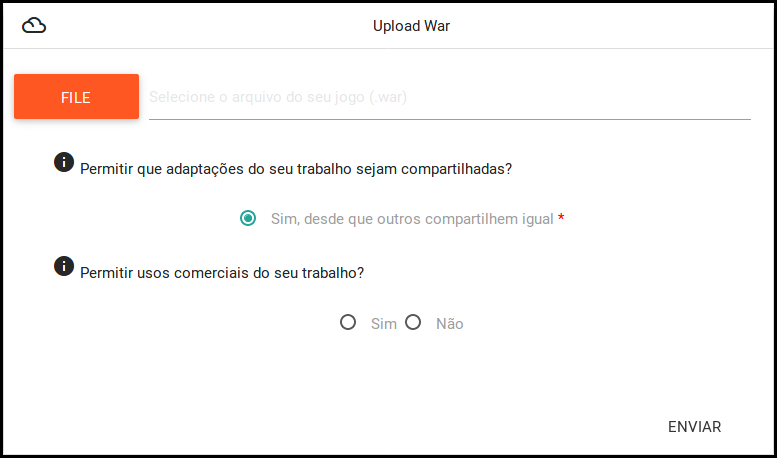 Upload War
FILE Selecione o arquivo do seu jogo (.war)
Permitir que adaptações do seu trabalho sejam compartilhadas?
Sim, desde que outros compartilhem igual *
Permitir usos comerciais do seu trabalho?
Sim Não
ENVIAR